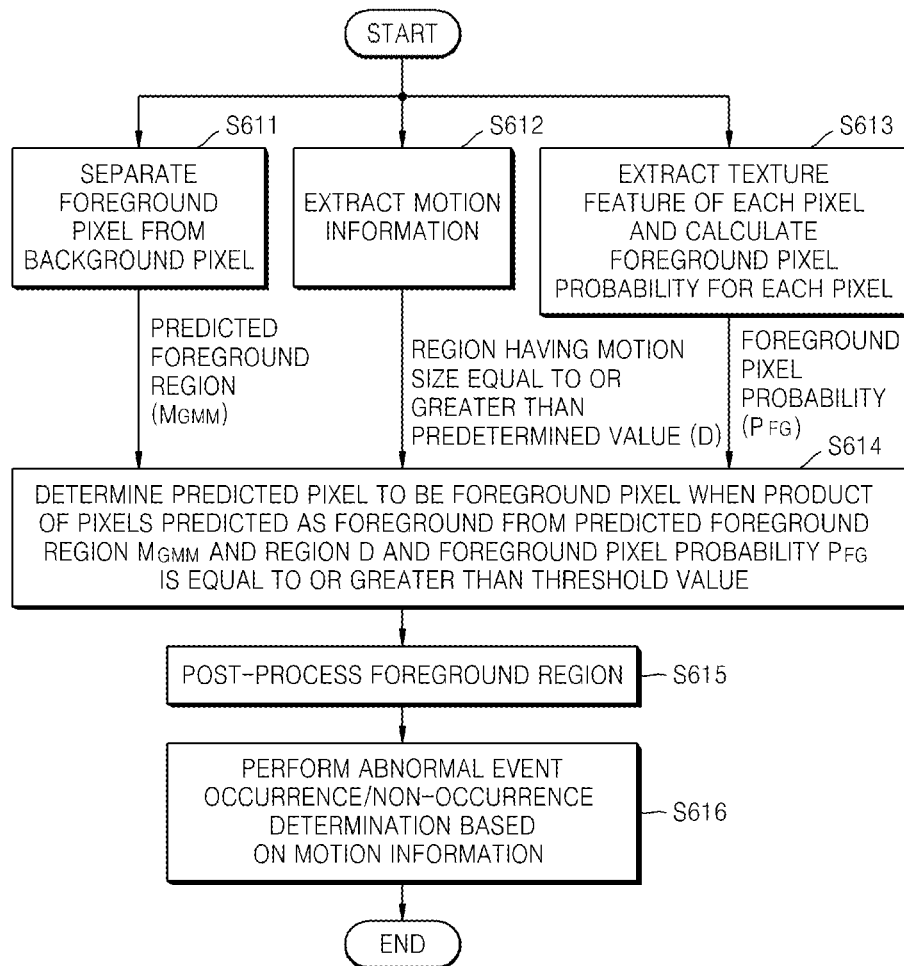 START
S611
S612
S613
SEPARATE
FOREGROUND
PIXEL FROM
BACKGROUND PIXEL
EXTRACT MOTION
INFORMATION
EXTRACT TEXTURE
FEATURE OF EACH PIXEL
AND CALCULATE
FOREGROUND PIXEL
PROBABILITY FOR EACH PIXEL
PREDICTED
FOREGROUND
REGION
(MGMM)
REGION HAVING MOTION
SIZE EQUAL TO OR
GREATER THAN
PREDETERMINED VALUE (D)
FOREGROUND
PIXEL
PROBABILITY
(PFG)
S614
DETERMINE PREDICTED PIXEL TO BE FOREGROUND PIXEL WHEN PRODUCT
OF PIXELS PREDICTED AS FOREGROUND FROM PREDICTED FOREGROUND
REGION MGMM AND REGION D AND FOREGROUND PIXEL PROBABILITY PFG
IS EQUAL TO OR GREATER THAN THRESHOLD VALUE
POST-PROCESS FOREGROUND REGION
S615
PERFORM ABNORMAL EVENT
OCCURRENCE/NON-OCCURRENCE
DETERMINATION BASED
ON MOTION INFORMATION
S616
END